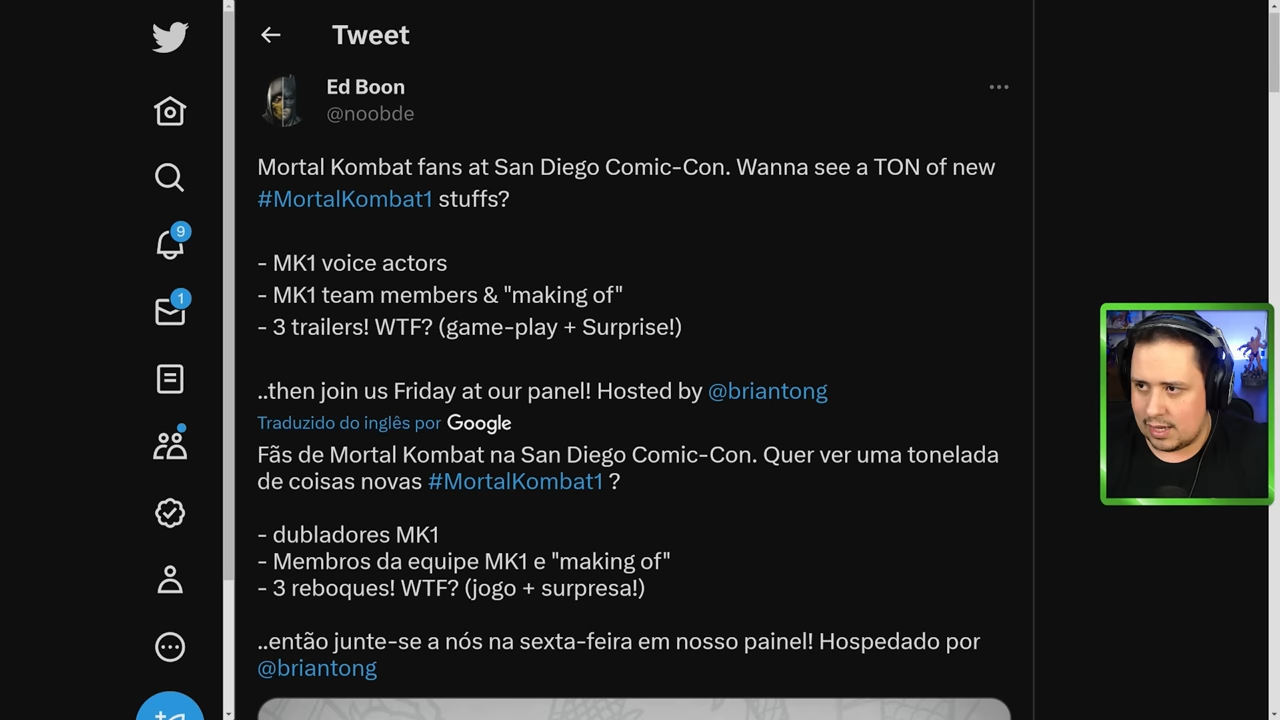 Tweet
Ed Boon
@noobde
Mortal Kombat fans at San Diego Comic-Con. Wanna see a TON of new
#MortalKombat1 stuffs?
- MK1 voice actors
- MK1 team members & "making of"
- 3 trailers! WTF? (game-play + Surprise!)
..then join us Friday at our panel! Hosted by @briantong
Traduzido do inglês por Google
Fãs de Mortal Kombat na San Diego Comic-Con. Quer ver uma tonelada
de coisas novas #MortalKombat1 ?
- dubladores MK1
- Membros da equipe MK1 e "making of"
- 3 reboques! WTF? (jogo + surpresa!)
..então junte-se a nós na sexta-feira em nosso painel! Hospedado por
@briantong
9
1